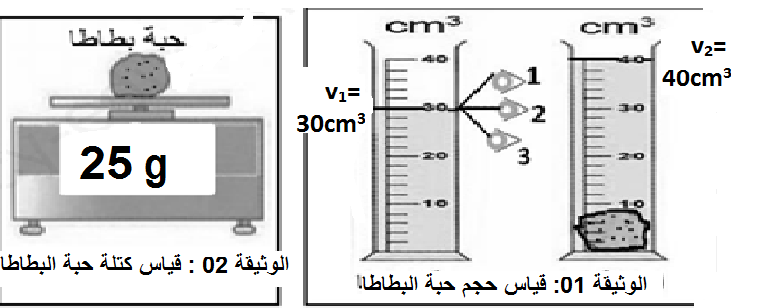 حبة بطاطا
25 g
الوثيقة 02 : قياس كتلة حبة البطاطا
cm³
cm³
v₁=
30cm³
40
30
20
10
1
2
3
v₂=
40cm³
40
30
20
10
الوثيقة 01: قياس حجم حبة البطاطا